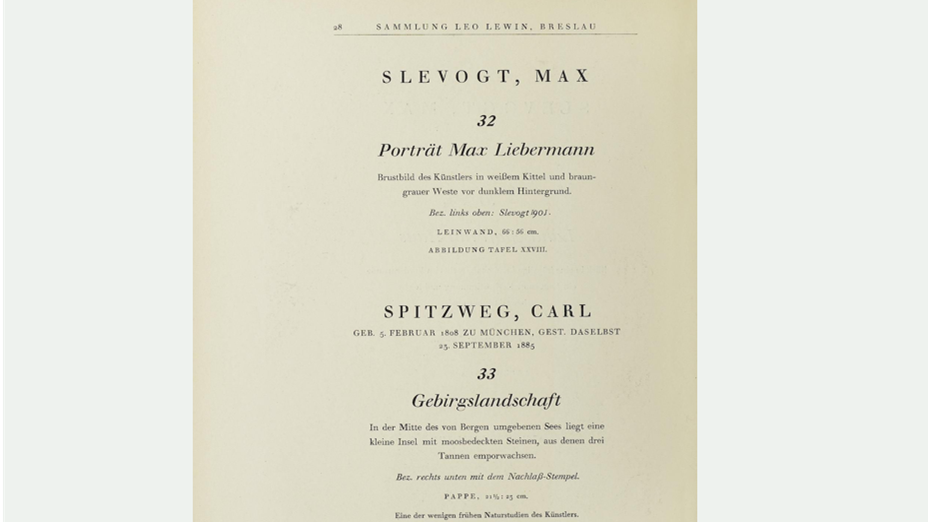 28 SAMMLUNG LEO LEWIN, BRESLAU
SLEVOGT, MAX
32
Porträt Max Liebermann
Brustbild des Künstlers in weißem Kittel und braun-
grauer Weste vor dunklem Hintergrund.
Bez. links oben: Slevogt 1901.
LEINWAND, 66 : 56 cm.
ABBILDUNG TAFEL XXVIII.
SPITZWEG, CARL
GEB. 5. FEBRUAR 1808 ZU MÜNCHEN, GEST. DASELBST
23. SEPTEMBER 1885
33
Gebirgslandschaft
In der Mitte des von Bergen umgebenen Sees liegt eine
kleine Insel mit moosbedeckten Steinen, aus denen drei
Tannen emporwachsen.
Bez. rechts unten mit dem Nachlaß-Stempel.
PAPPE, 21½ : 25 cm.
Eine der wenigen frühen Naturstudien des Künstlers.